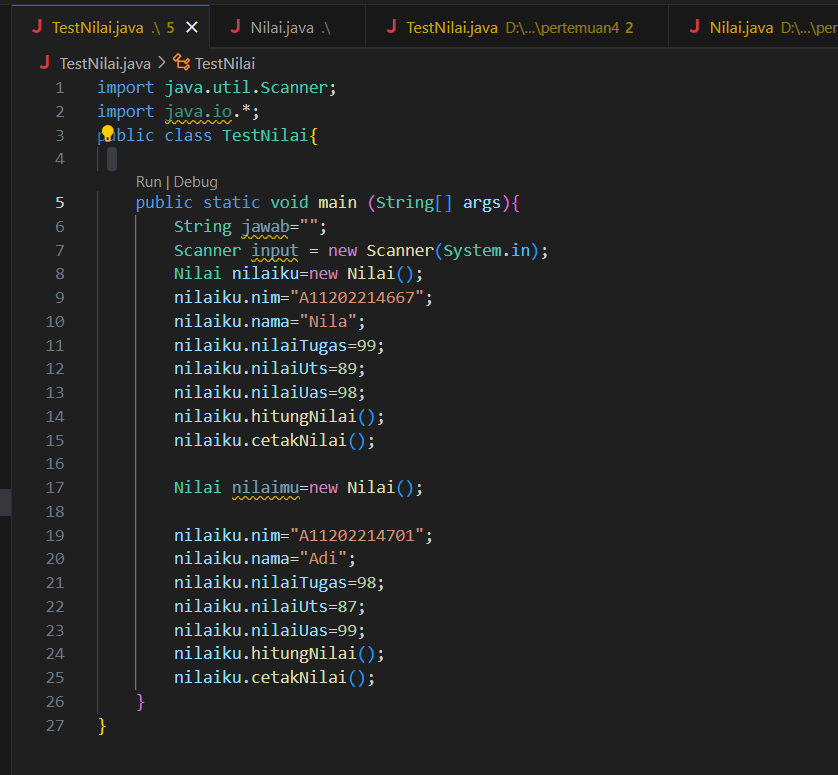 TestNilai.java .\ 5 Nilai.java .\ TestNilai.java D:\...\pertemuan4 2 Nilai.java D:\...\per
TestNilai.java > TestNilai
1 import java.util.Scanner;
2 import java.io.*;
3 public class TestNilai{
4
Run | Debug
5 public static void main (String[] args){
6 String jawab="";
7 Scanner input = new Scanner(System.in);
8 Nilai nilaiku=new Nilai();
9 nilaiku.nim="A11202214667";
10 nilaiku.nama="Nila";
11 nilaiku.nilaiTugas=99;
12 nilaiku.nilaiUts=89;
13 nilaiku.nilaiUas=98;
14 nilaiku.hitungNilai();
15 nilaiku.cetakNilai();
16
17 Nilai nilaimu=new Nilai();
18
19 nilaiku.nim="A11202214701";
20 nilaiku.nama="Adi";
21 nilaiku.nilaiTugas=98;
22 nilaiku.nilaiUts=87;
23 nilaiku.nilaiUas=99;
24 nilaiku.hitungNilai();
25 nilaiku.cetakNilai();
26 }
27 }